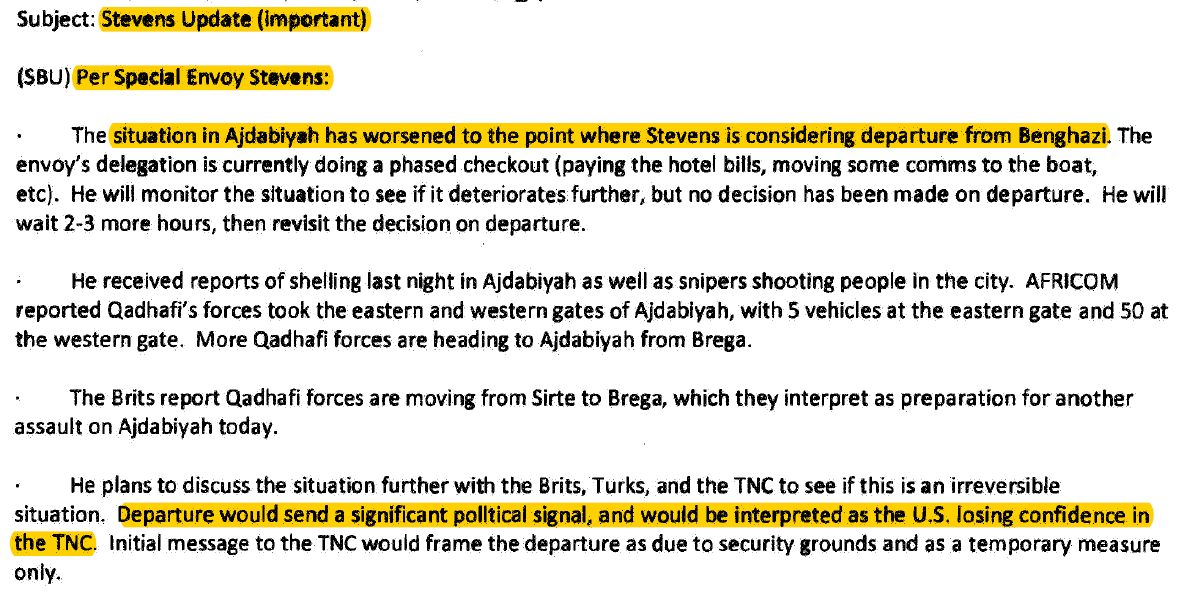 Subject: Stevens Update (important)
(SBU) Per Special Envoy Stevens:
· The situation in Ajdabiyah has worsened to the point where Stevens is considering departure from Benghazi. The
envoy's delegation is currently doing a phased checkout (paying the hotel bills, moving some comms to the boat,
etc). He will monitor the situation to see if it deteriorates further, but no decision has been made on departure. He will
wait 2-3 more hours, then revisit the decision on departure.
· He received reports of shelling last night in Ajdabiyah as well as snipers shooting people in the city. AFRICOM
reported Qadhafi's forces took the eastern and western gates of Ajdabiyah, with 5 vehicles at the eastern gate and 50 at
the western gate. More Qadhafi forces are heading to Ajdabiyah from Brega.
· The Brits report Qadhafi forces are moving from Sirte to Brega, which they interpret as preparation for another
assault on Ajdabiyah today.
· He plans to discuss the situation further with the Brits, Turks, and the TNC to see if this is an irreversible
situation. Departure would send a significant political signal, and would be interpreted as the U.S. losing confidence in
the TNC. Initial message to the TNC would frame the departure as due to security grounds and as a temporary measure
only.